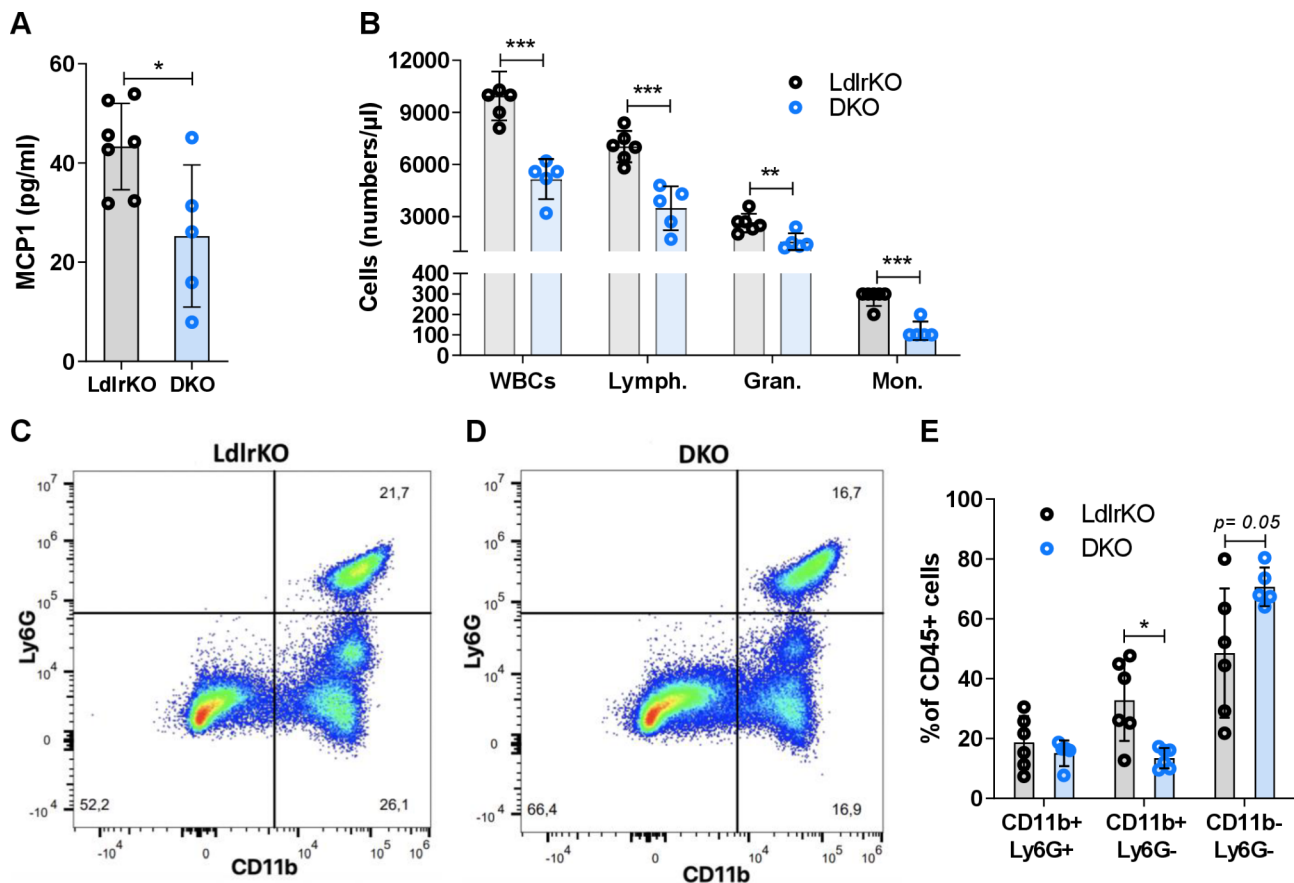 A
MCP1 (pg/ml)
60
40
20
0
*
LdlrKO DKO
B
Cells (numbers/µl)
12000
9000
6000
3000
400
300
200
100
0
***
***
**
***
LdlrKO
DKO
WBCs Lymph. Gran. Mon.
C
LdlrKO
Ly6G
10^7
10^6
10^5
10^4
0
-10^4
21,7
52,2
26,1
-10^4 0 10^4 10^5 10^6
CD11b
D
DKO
Ly6G
10^7
10^6
10^5
10^4
0
-10^4
16,7
66,4
16,9
-10^4 0 10^4 10^5 10^6
CD11b
E
% of CD45+ cells
100
80
60
40
20
0
LdlrKO
DKO
*
p= 0.05
CD11b+ CD11b+ CD11b-
Ly6G+ Ly6G- Ly6G-